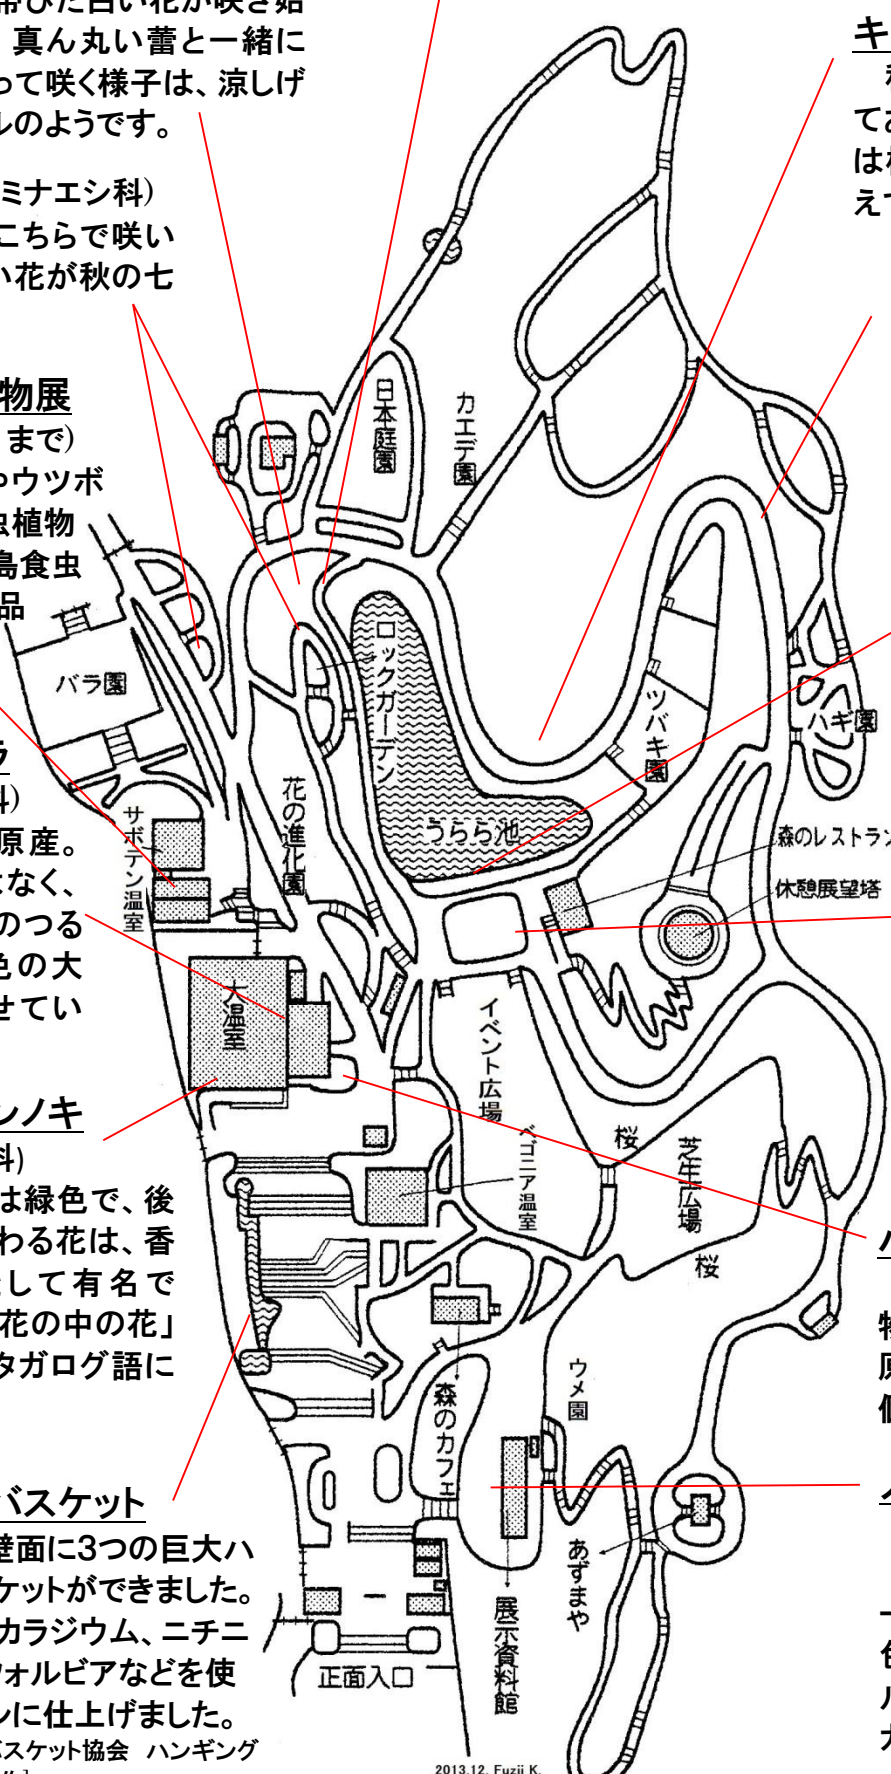 帯びた白い花が咲き始
真ん丸い蕾と一緒に
って咲く様子は、涼しげ
ルのようです。
ミナエシ科)
こちらで咲い
い花が秋の七
物展
まで)
やウツボ
虫植物
島食虫
品
ラ
科)
原産。
はなく、
のつる
色の大
せてい
ンノキ
科)
は緑色で、後
わる花は、香
として有名で
花の中の花」
タガログ語に
バスケット
壁面に3つの巨大ハ
ケットができました。
カラジウム、ニチニ
フォルビアなどを使
ンに仕上げました。
バスケット協会 ハンギング
キ
てお
は
え
日本庭園
カエデ園
バラ園
ロックガーデン
ツバキ園
ハギ園
花の進化園
うらら池
サボテン温室
森のレストラン
休憩展望塔
大温室
イベント広場
ベゴニア温室
桜
芝生広場
桜
ウメ園
森のカフェ
あずまや
展示資料館
正面入口
2013.12. Fuzii K.